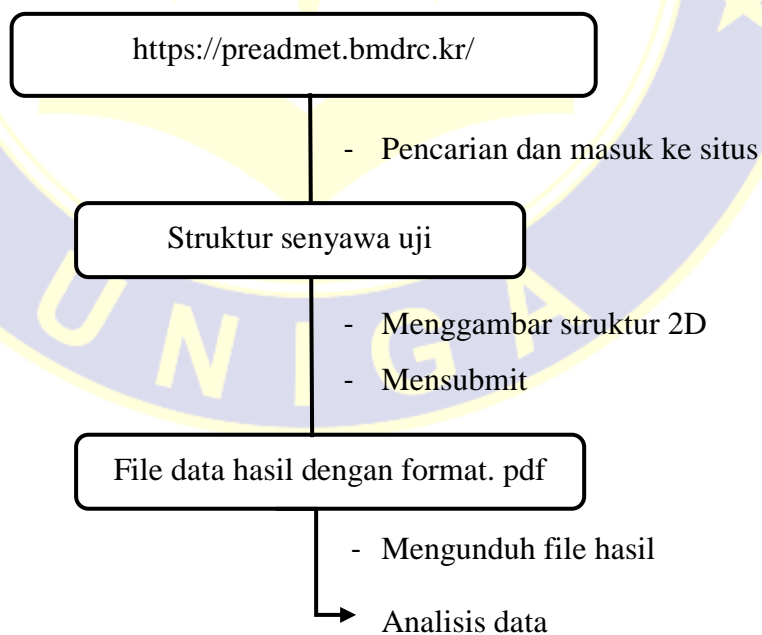 https://preadmet.bmdrc.kr/
- Pencarian dan masuk ke situs
Struktur senyawa uji
- Menggambar struktur 2D
- Mensubmit
UNIGA
File data hasil dengan format. pdf
- Mengunduh file hasil
Analisis data